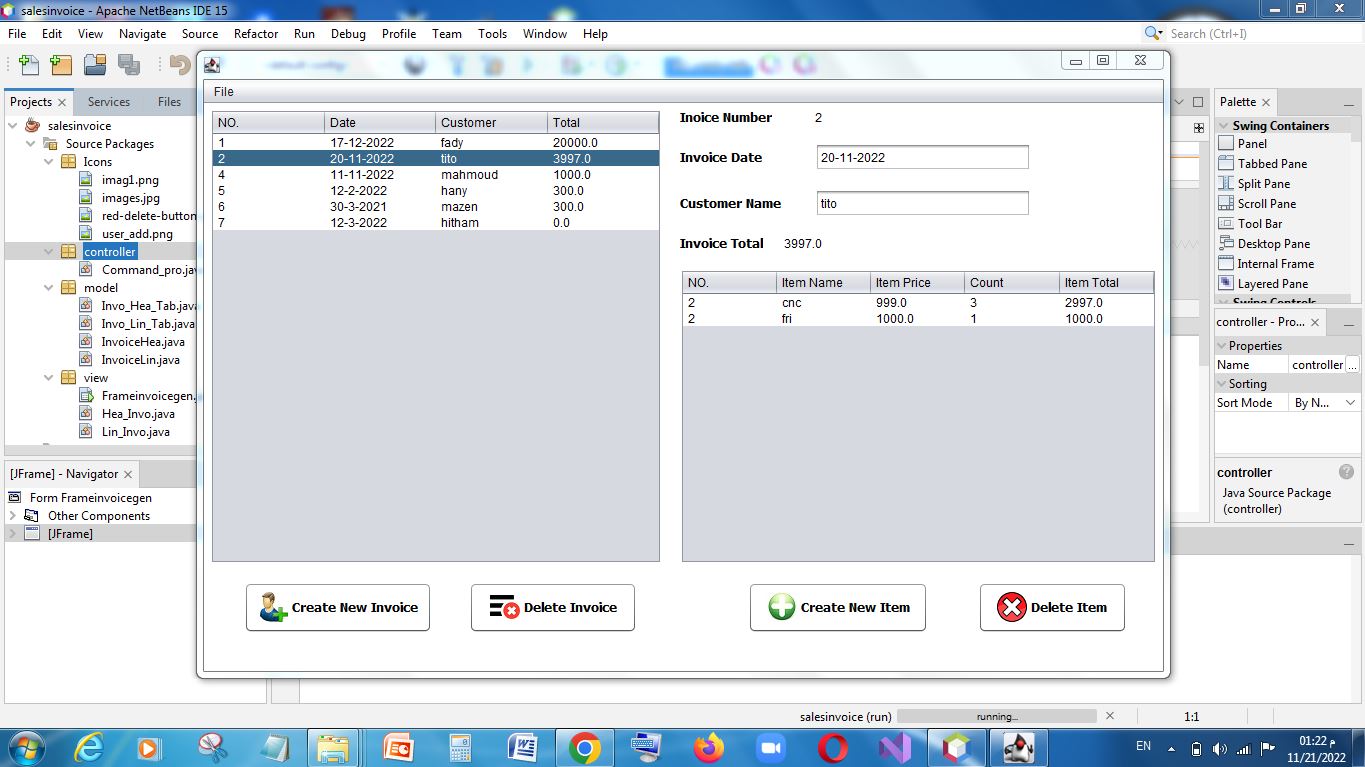 salesinvoice - Apache NetBeans IDE 15
File Edit View Navigate Source Refactor Run Debug Profile Team Tools Window Help
Search (Ctrl+I)
Projects
Services
Files
salesinvoice
Source Packages
Icons
imag1.png
images.jpg
red-delete-button
user_add.png
controller
Command_pro.jav
model
Invo_Hea_Tab.java
Invo_Lin_Tab.java
InvoiceHea.java
InvoiceLin.java
view
Frameinvoicegen.
Hea_Invo.java
Lin_Invo.java
[JFrame] - Navigator
Form Frameinvoicegen
Other Components
[JFrame]
File
NO. Date Customer Total
1 17-12-2022 fady 20000.0
2 20-11-2022 tito 3997.0
4 11-11-2022 mahmoud 1000.0
5 12-2-2022 hany 300.0
6 30-3-2021 mazen 300.0
7 12-3-2022 hitham 0.0
Inoice Number 2
Invoice Date 20-11-2022
Customer Name tito
Invoice Total 3997.0
NO. Item Name Item Price Count Item Total
2 cnc 999.0 3 2997.0
2 fri 1000.0 1 1000.0
Create New Invoice
Delete Invoice
Create New Item
Delete Item
Palette
Swing Containers
Panel
Tabbed Pane
Split Pane
Scroll Pane
Tool Bar
Desktop Pane
Internal Frame
Layered Pane
Swing Controls
controller - Pro...
Properties
Name controller ...
Sorting
Sort Mode By N...
controller
Java Source Package
(controller)
salesinvoice (run)
running...
1:1
EN
01:22 م
11/21/2022